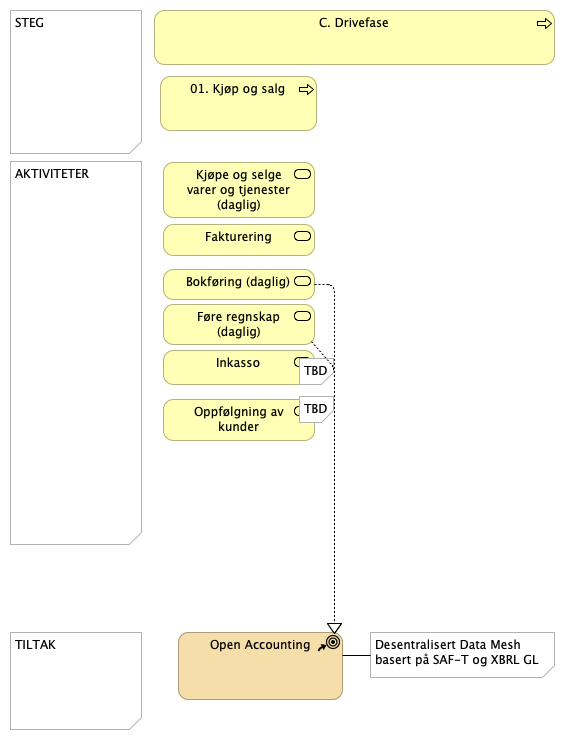 STEG
C. Drivefase
01. Kjøp og salg
AKTIVITETER
Kjøpe og selge
varer og tjenester
(daglig)
Fakturering
Bokføring (daglig)
Føre regnskap
(daglig)
Inkasso
TBD
TBD
Oppfølgning av
kunder
TILTAK
Open Accounting
Desentralisert Data Mesh
basert på SAF-T og XBRL GL